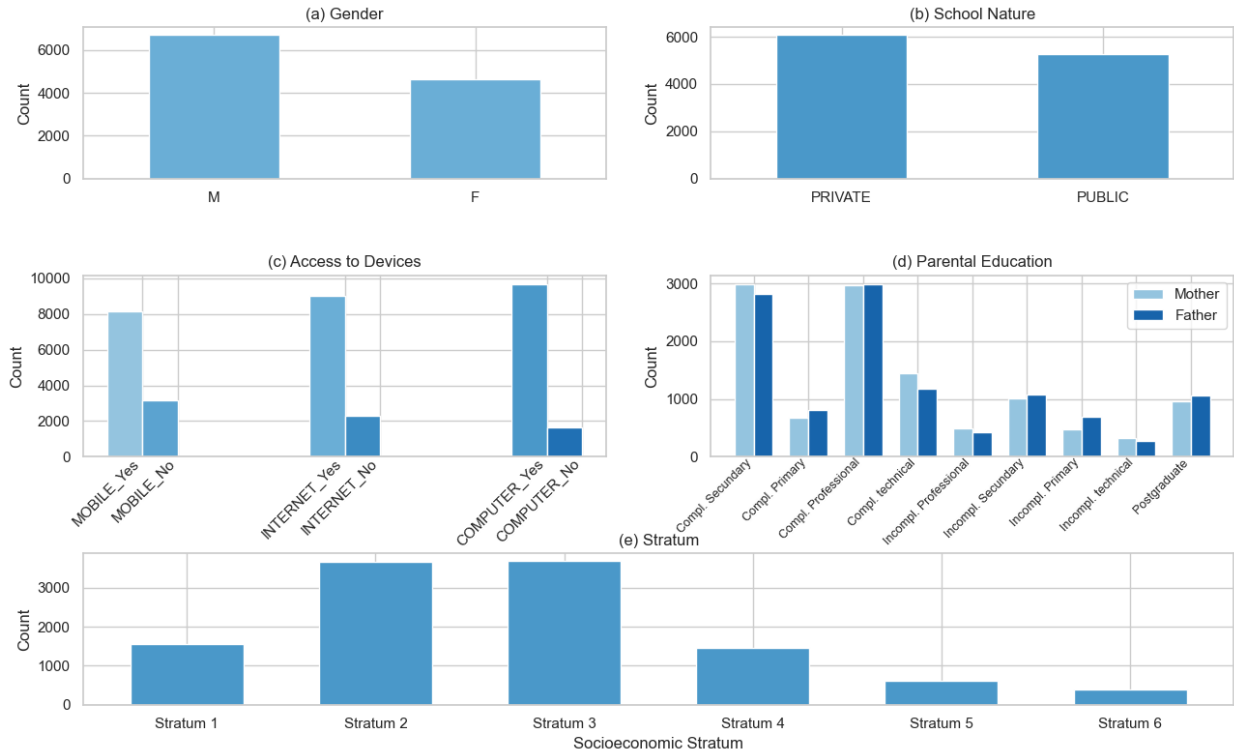 (a) Gender
Count
6000
4000
2000
0
M
F
(b) School Nature
Count
6000
4000
2000
0
PRIVATE
PUBLIC
(c) Access to Devices
Count
10000
8000
6000
4000
2000
0
MOBILE_Yes
MOBILE_No
INTERNET_Yes
INTERNET_No
COMPUTER_Yes
COMPUTER_No
(d) Parental Education
Count
3000
2000
1000
0
Mother
Father
Compl. Secundary
Compl. Primary
Compl. Professional
Compl. technical
Incompl. Professional
Incompl. Secundary
Incompl. Primary
Incompl. technical
Postgraduate
(e) Stratum
Count
3000
2000
1000
0
Stratum 1
Stratum 2
Stratum 3
Stratum 4
Stratum 5
Stratum 6
Socioeconomic Stratum